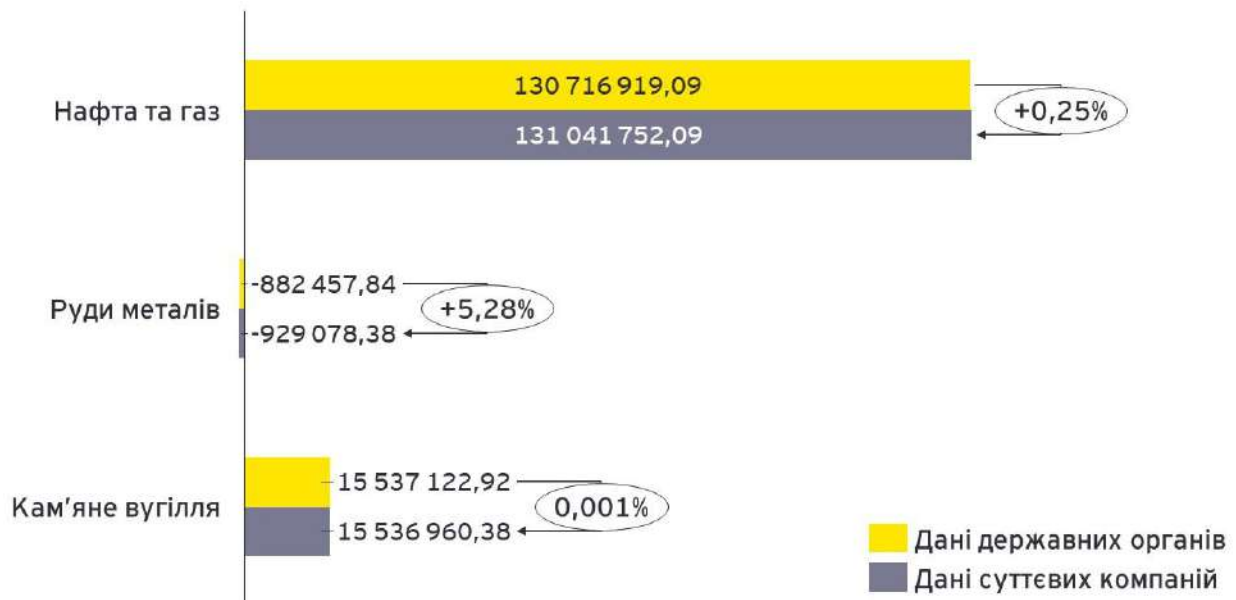 130 716 919,09
Нафта та газ
+0,25%
131 041 752,09
-882 457,84
Руди металів
+5,28%
-929 078,38
15 537 122,92
Кам’яне вугілля
0,001%
15 536 960,38
Дані державних органів
Дані суттєвих компаній